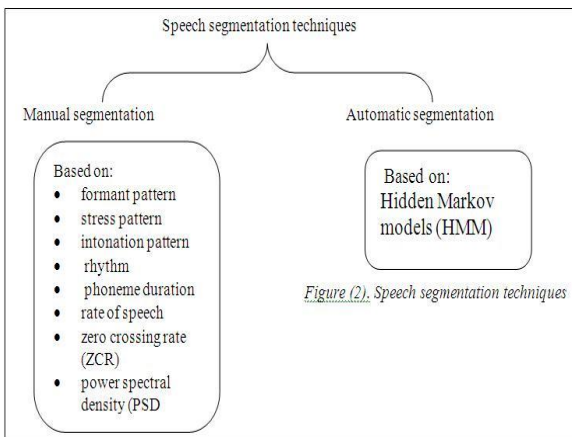 Speech segmentation techniques
Manual segmentation
Based on:
• formant pattern
• stress pattern
• intonation pattern
• rhythm
• phoneme duration
• rate of speech
• zero crossing rate
(ZCR)
• power spectral
density (PSD
Automatic segmentation
Based on:
Hidden Markov
models (HMM)
Figure (2). Speech segmentation techniques